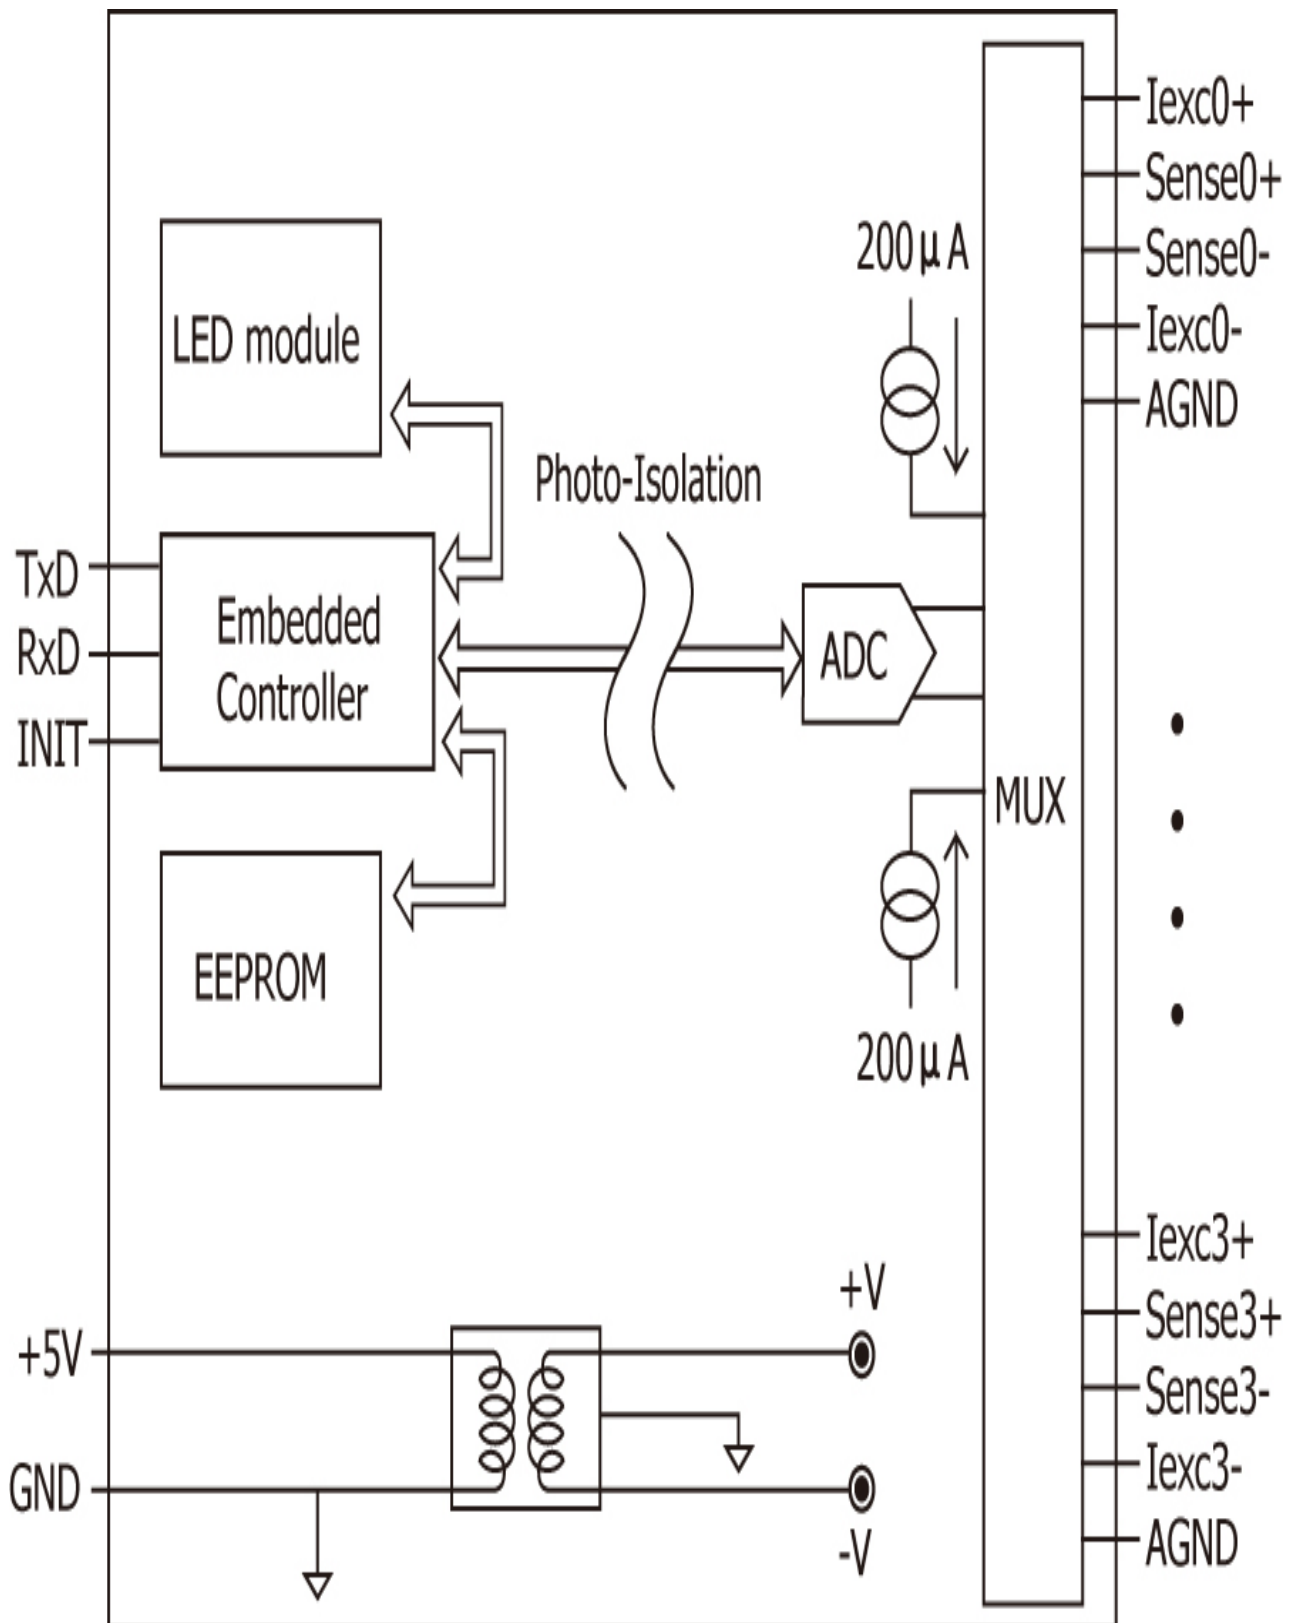 Iexc0+
Sense0+
Sense0-
Iexc0-
AGND
200μA
LED module
Photo-Isolation
TxD
RxD
INIT
Embedded
Controller
ADC
MUX
EEPROM
200μA
Iexc3+
Sense3+
Sense3-
Iexc3-
AGND
+5V
GND
+V
-V